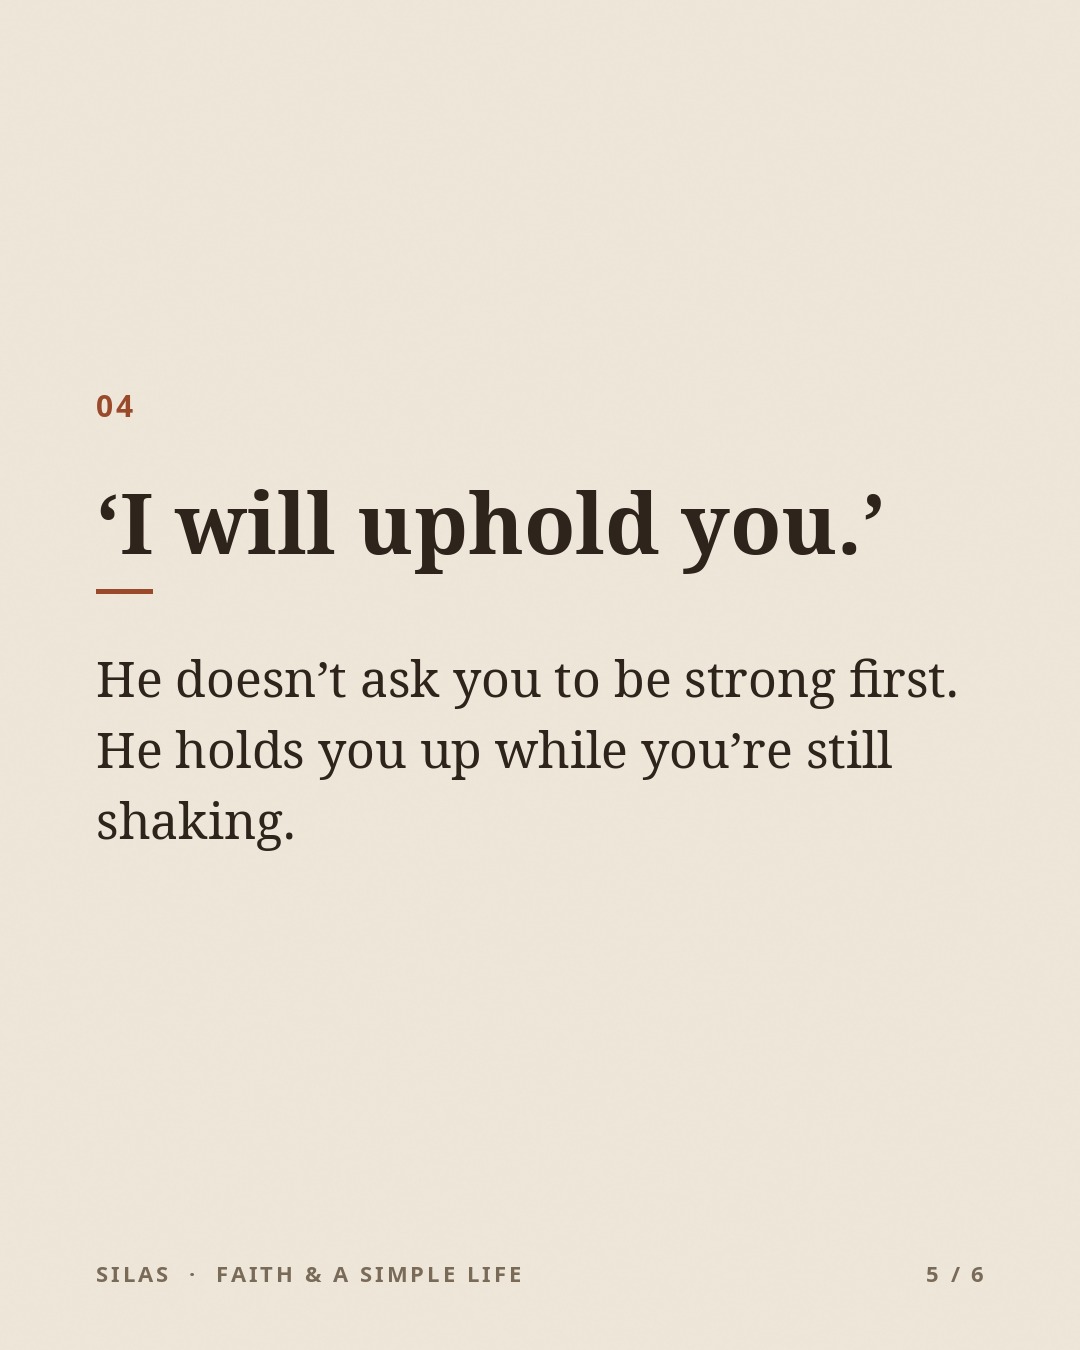 04
‘I will uphold you.’
He doesn’t ask you to be strong first.
He holds you up while you’re still
shaking.
SILAS · FAITH & A SIMPLE LIFE
5 / 6